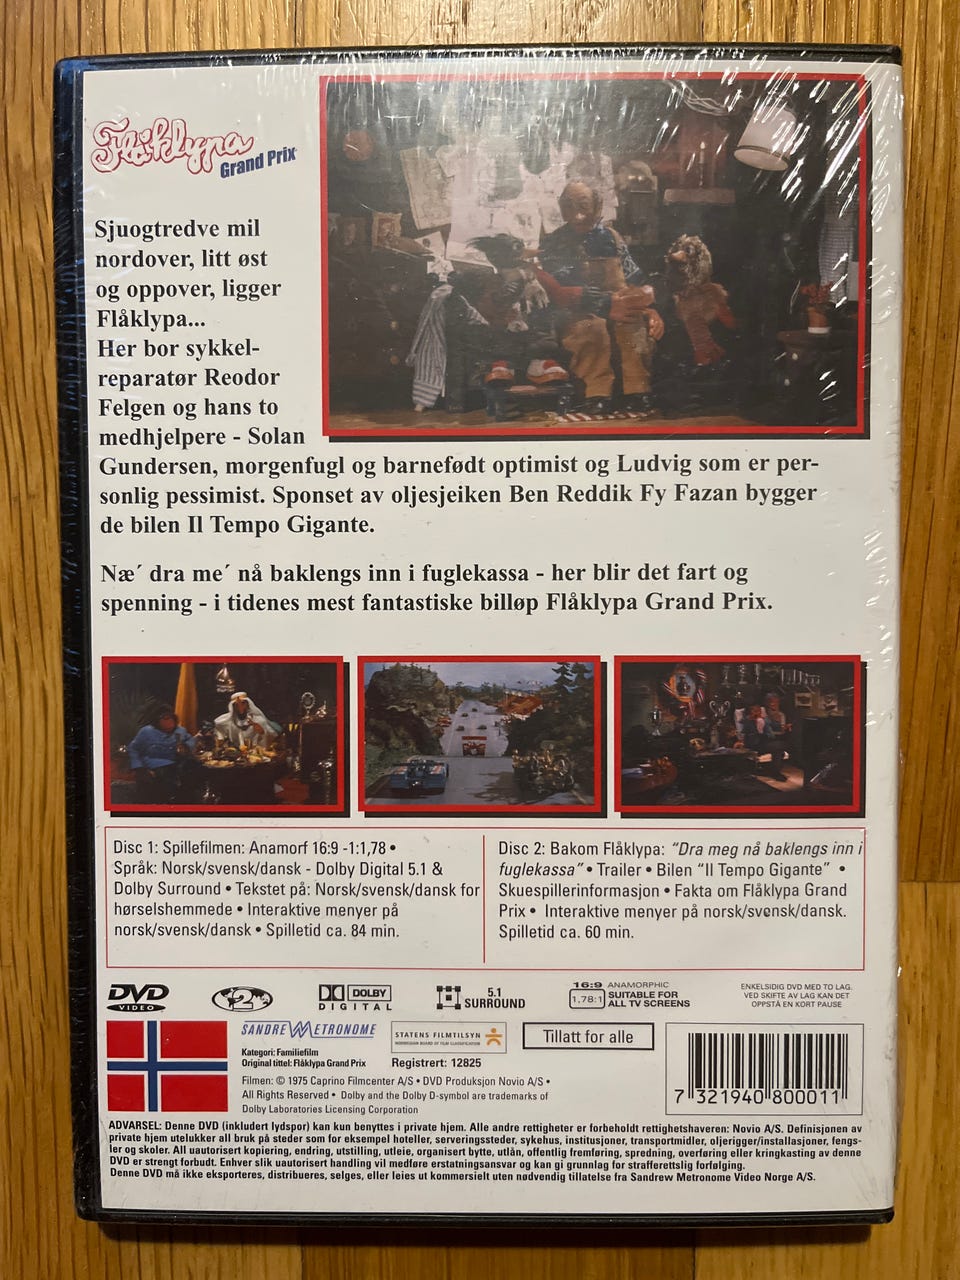 Flåklypa
Grand Prix
Sjuogtredve mil
nordover, litt øst
og oppover, ligger
Flåklypa...
Her bor sykkel-
reparatør Reodor
Felgen og hans to
medhjelpere - Solan
Gundersen, morgenfugl og barnefødt optimist og Ludvig som er per-
sonlig pessimist. Sponset av oljesjeiken Ben Reddik Fy Fazan bygger
de bilen Il Tempo Gigante.
Næ´ dra me´ nå baklengs inn i fuglekassa - her blir det fart og
spenning - i tidenes mest fantastiske billøp Flåklypa Grand Prix.
Disc 1: Spillefilmen: Anamorf 16:9 -1:1,78 •
Språk: Norsk/svensk/dansk - Dolby Digital 5.1 &
Dolby Surround • Tekstet på: Norsk/svensk/dansk for
hørselshemmede • Interaktive menyer på
norsk/svensk/dansk • Spilletid ca. 84 min.
Disc 2: Bakom Flåklypa: “Dra meg nå baklengs inn i
fuglekassa” • Trailer • Bilen “Il Tempo Gigante” •
Skuespillerinformasjon • Fakta om Flåklypa Grand
Prix • Interaktive menyer på norsk/svensk/dansk.
Spilletid ca. 60 min.
DVD
VIDEO
2
DOLBY
DIGITAL
5.1
SURROUND
16:9 ANAMORPHIC
1,78:1 SUITABLE FOR
ALL TV SCREENS
ENKELSIDIG DVD MED TO LAG.
VED SKIFTE AV LAG KAN DET
OPPSTÅ EN KORT PAUSE
SANDREW METRONOME
Kategori: Familiefilm
Original tittel: Flåklypa Grand Prix
STATENS FILMTILSYN
NORWEGIAN BOARD OF FILM CLASSIFICATION
Registrert: 12825
Tillatt for alle
Filmen: © 1975 Caprino Filmcenter A/S • DVD Produksjon Novio A/S •
All Rights Reserved • Dolby and the Dolby D-symbol are trademarks of
Dolby Laboratories Licensing Corporation
7 321940 800011
ADVARSEL: Denne DVD (inkludert lydspor) kan kun benyttes i privat hjem. Alle andre rettigheter er forbeholdt rettighetshaveren: Novio A/S. Definisjonen av
private hjem utelukker all bruk på steder som for eksempel hoteller, serveringssteder, sykehus, institusjoner, transportmidler, oljerigger/installasjoner, fengs-
ler og skoler. All uautorisert kopiering, endring, utstilling, utleie, organisert bytte, utlån, offentlig fremføring, spredning, overføring eller kringkasting av denne
DVD er strengt forbudt. Enhver slik uautorisert handling vil medføre erstatningsansvar og kan gi grunnlag for strafferettslig forfølging.
Denne DVD må ikke eksporteres, distribueres, selges, eller leies ut kommersielt uten nødvendig tillatelse fra Sandrew Metronome Video Norge A/S.